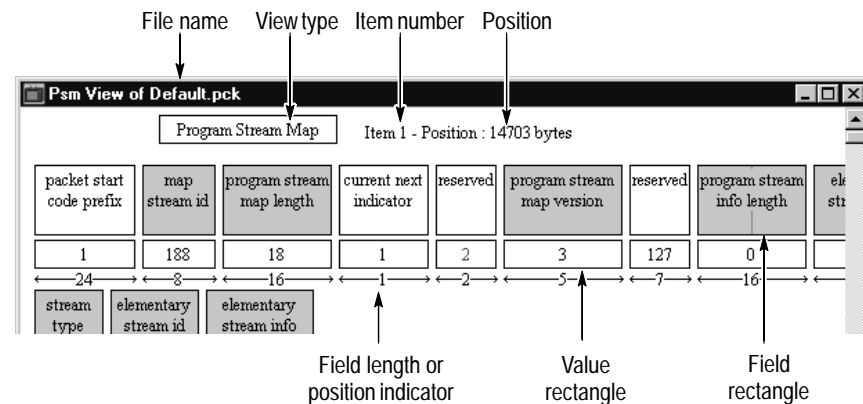 File name View type Item number Position
Psm View of Default.pck
Program Stream Map Item 1 - Position : 14703 bytes
packet start map program stream current next reserved program stream reserved program stream
code prefix stream id map length indicator map version info length
1 188 18 1 2 3 127 0
24 8 16 1 2 5 7 16
stream elementary elementary
type stream id stream info
Field length or Value Field
position indicator rectangle rectangle